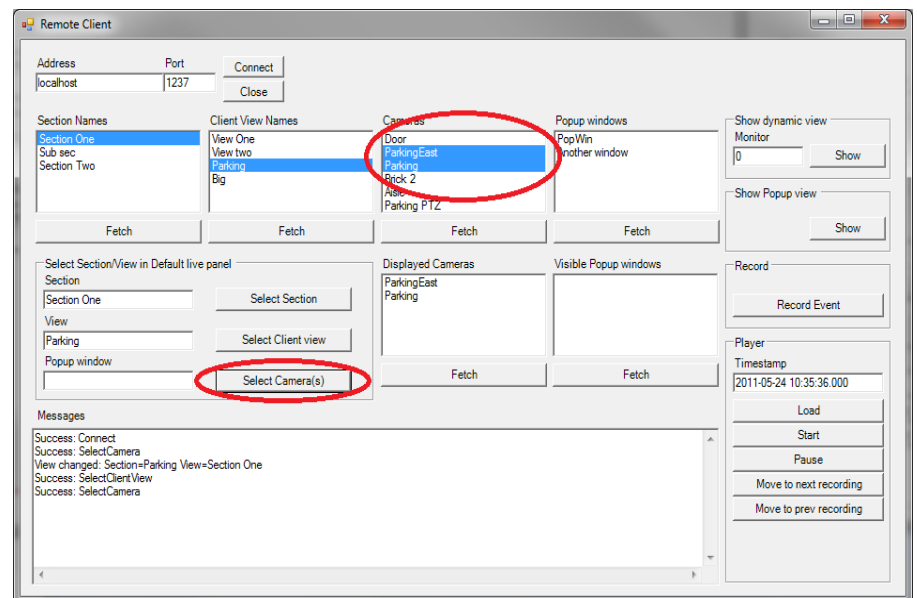 Remote Client
Address
Port
localhost
1237
Connect
Close
Section Names
Client View Names
Cameras
Popup windows
Section One
Sub sec
Section Two
View One
View two
Parking
Big
Door
ParkingEast
Parking
Brick 2
Aisle
Parking PTZ
PopWin
Another window
Fetch
Fetch
Fetch
Fetch
Show dynamic view
Monitor
0
Show
Show Popup view
Show
Select Section/View in Default live panel
Section
Section One
Select Section
View
Parking
Select Client view
Popup window
Select Camera(s)
Displayed Cameras
ParkingEast
Parking
Fetch
Visible Popup windows
Fetch
Record
Record Event
Player
Timestamp
2011-05-24 10:35:36.000
Load
Start
Pause
Move to next recording
Move to prev recording
Messages
Success: Connect
Success: SelectCamera
View changed: Section=Parking View=Section One
Success: SelectClientView
Success: SelectCamera